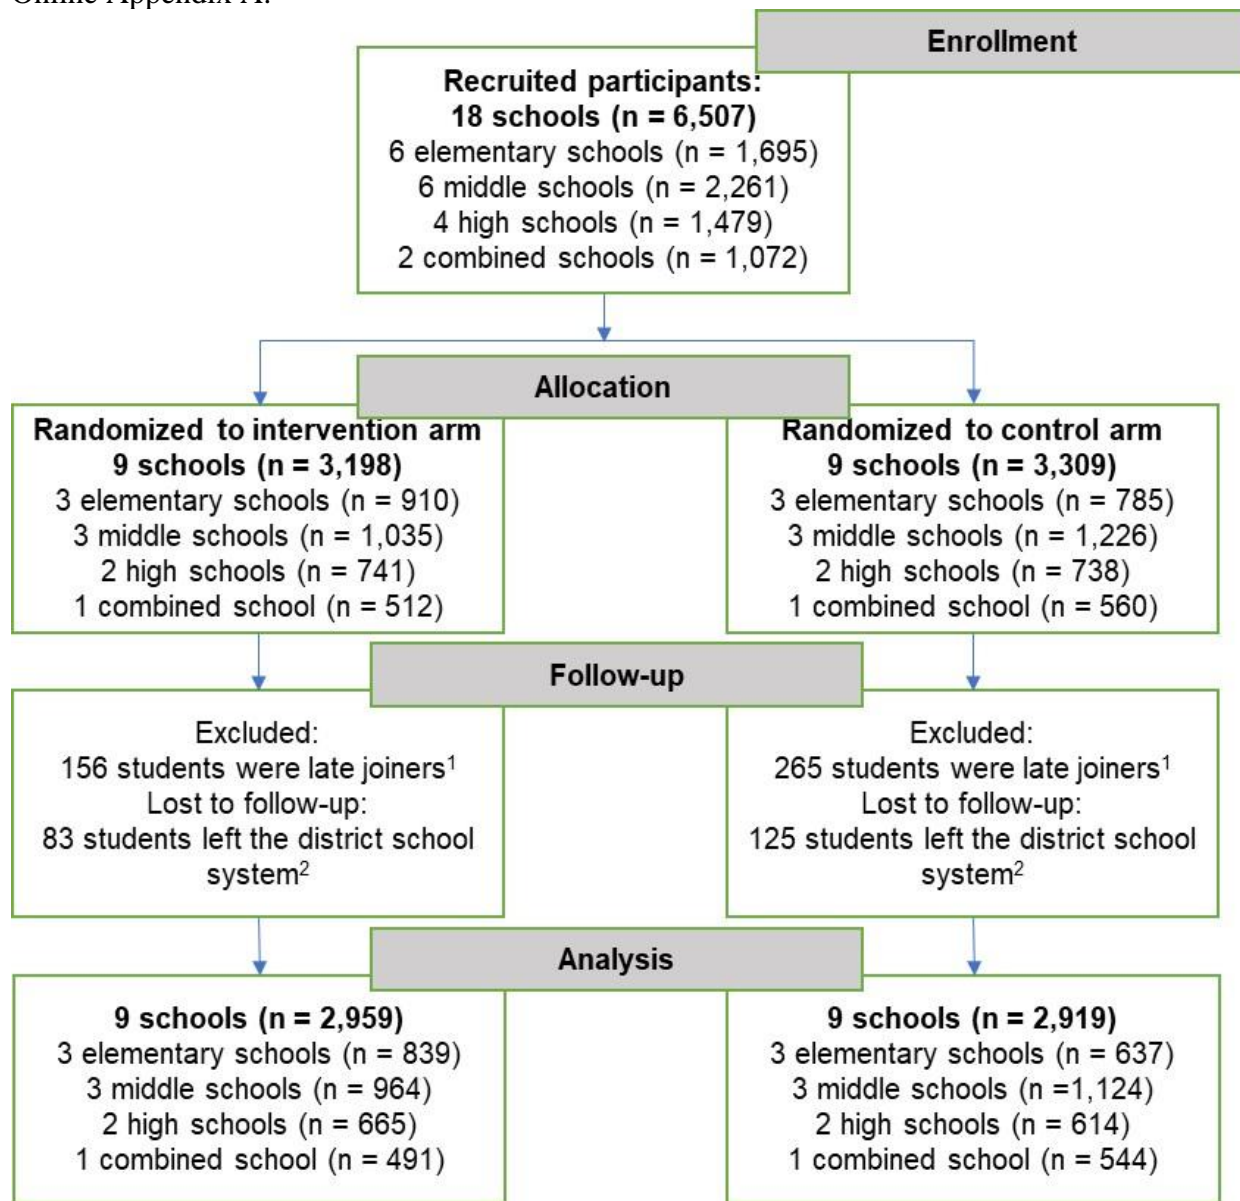 Online Appendix A.
Enrollment
Recruited participants:
18 schools (n = 6,507)
6 elementary schools (n = 1,695)
6 middle schools (n = 2,261)
4 high schools (n = 1,479)
2 combined schools (n = 1,072)
Allocation
Randomized to intervention arm
9 schools (n = 3,198)
3 elementary schools (n = 910)
3 middle schools (n = 1,035)
2 high schools (n = 741)
1 combined school (n = 512)
Randomized to control arm
9 schools (n = 3,309)
3 elementary schools (n = 785)
3 middle schools (n = 1,226)
2 high schools (n = 738)
1 combined school (n = 560)
Follow-up
Excluded:
156 students were late joiners¹
Lost to follow-up:
83 students left the district school
system²
Excluded:
265 students were late joiners¹
Lost to follow-up:
125 students left the district school
system²
Analysis
9 schools (n = 2,959)
3 elementary schools (n = 839)
3 middle schools (n = 964)
2 high schools (n = 665)
1 combined school (n = 491)
9 schools (n = 2,919)
3 elementary schools (n = 637)
3 middle schools (n =1,124)
2 high schools (n = 614)
1 combined school (n = 544)